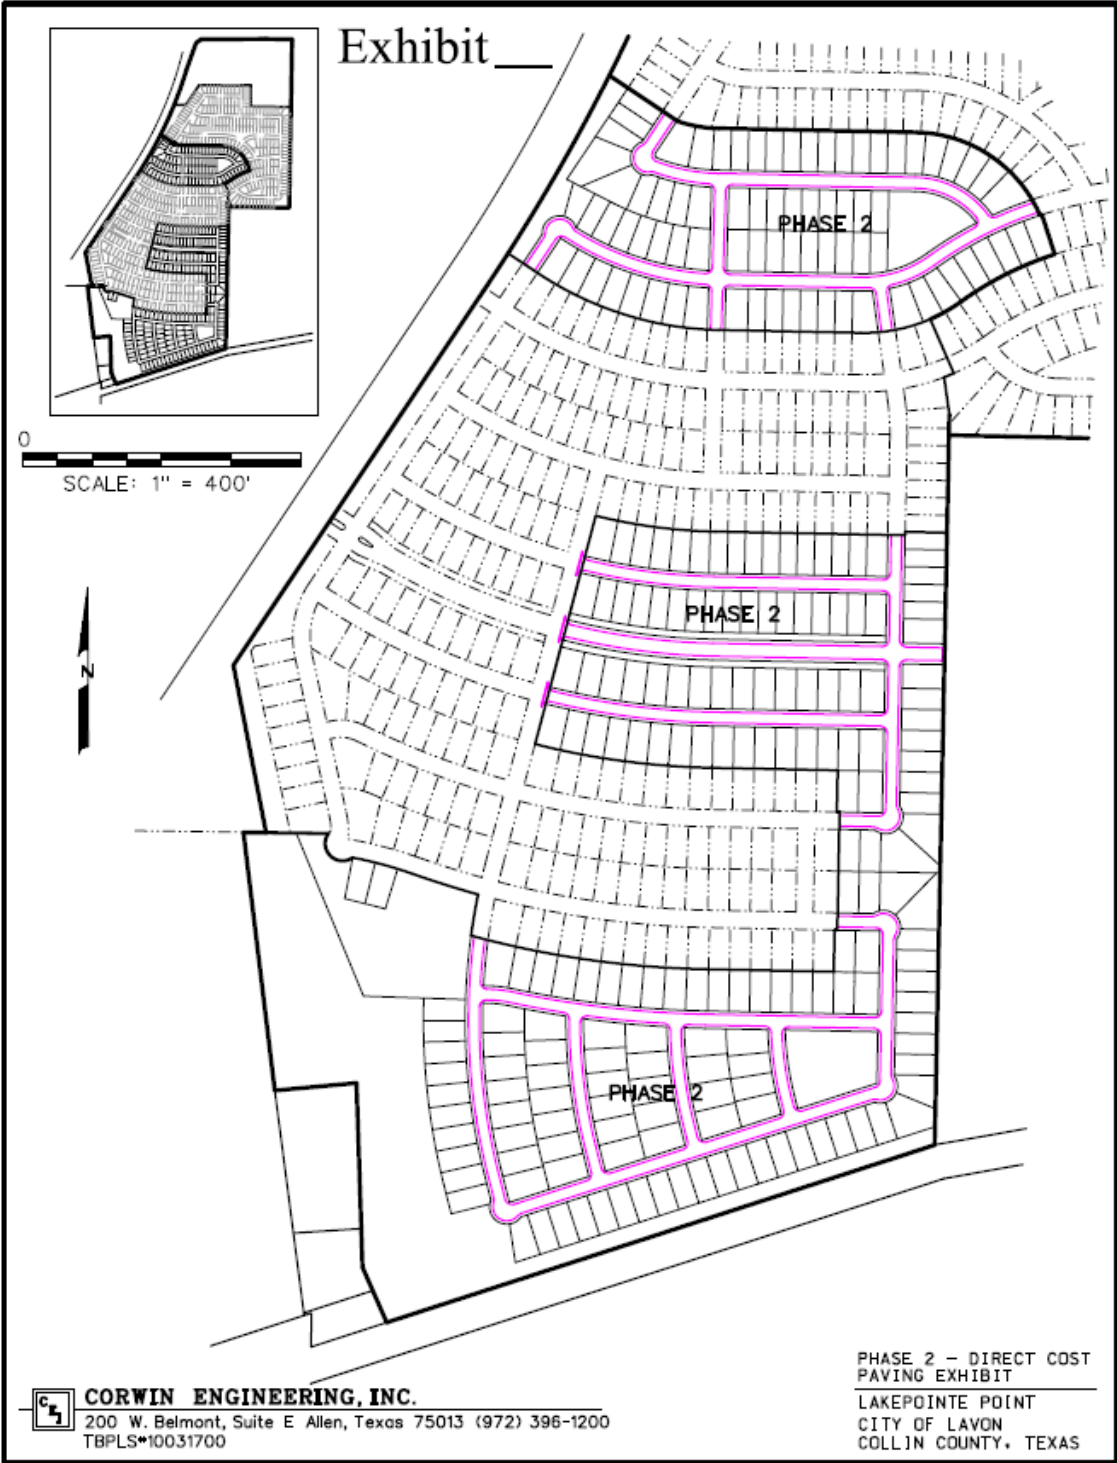 Exhibit __
PHASE 2
0
SCALE: 1" = 400'
N
PHASE 2
PHASE 2
PHASE 2 - DIRECT COST
PAVING EXHIBIT
LAKEPOINTE POINT
CITY OF LAVON
COLLIN COUNTY, TEXAS
CEI
CORWIN ENGINEERING, INC.
200 W. Belmont, Suite E Allen, Texas 75013 (972) 396-1200
TBPLS#10031700